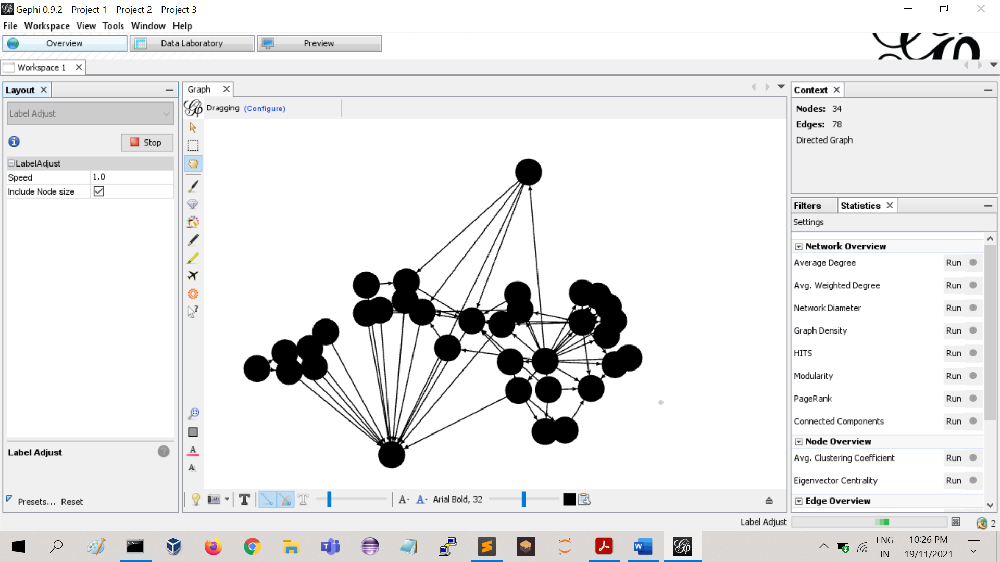 Gephi 0.9.2 - Project 1 - Project 2 - Project 3
File Workspace View Tools Window Help
Overview Data Laboratory Preview
Workspace 1
Layout
Label Adjust
Stop
LabelAdjust
Speed 1.0
Include Node size
Label Adjust
Presets... Reset
Graph
Dragging (Configure)
Arial Bold, 32
Context
Nodes: 34
Edges: 78
Directed Graph
Filters Statistics
Settings
Network Overview
Average Degree Run
Avg. Weighted Degree Run
Network Diameter Run
Graph Density Run
HITS Run
Modularity Run
PageRank Run
Connected Components Run
Node Overview
Avg. Clustering Coefficient Run
Eigenvector Centrality Run
Edge Overview
Label Adjust 2
ENG
IN
10:26 PM
19/11/2021